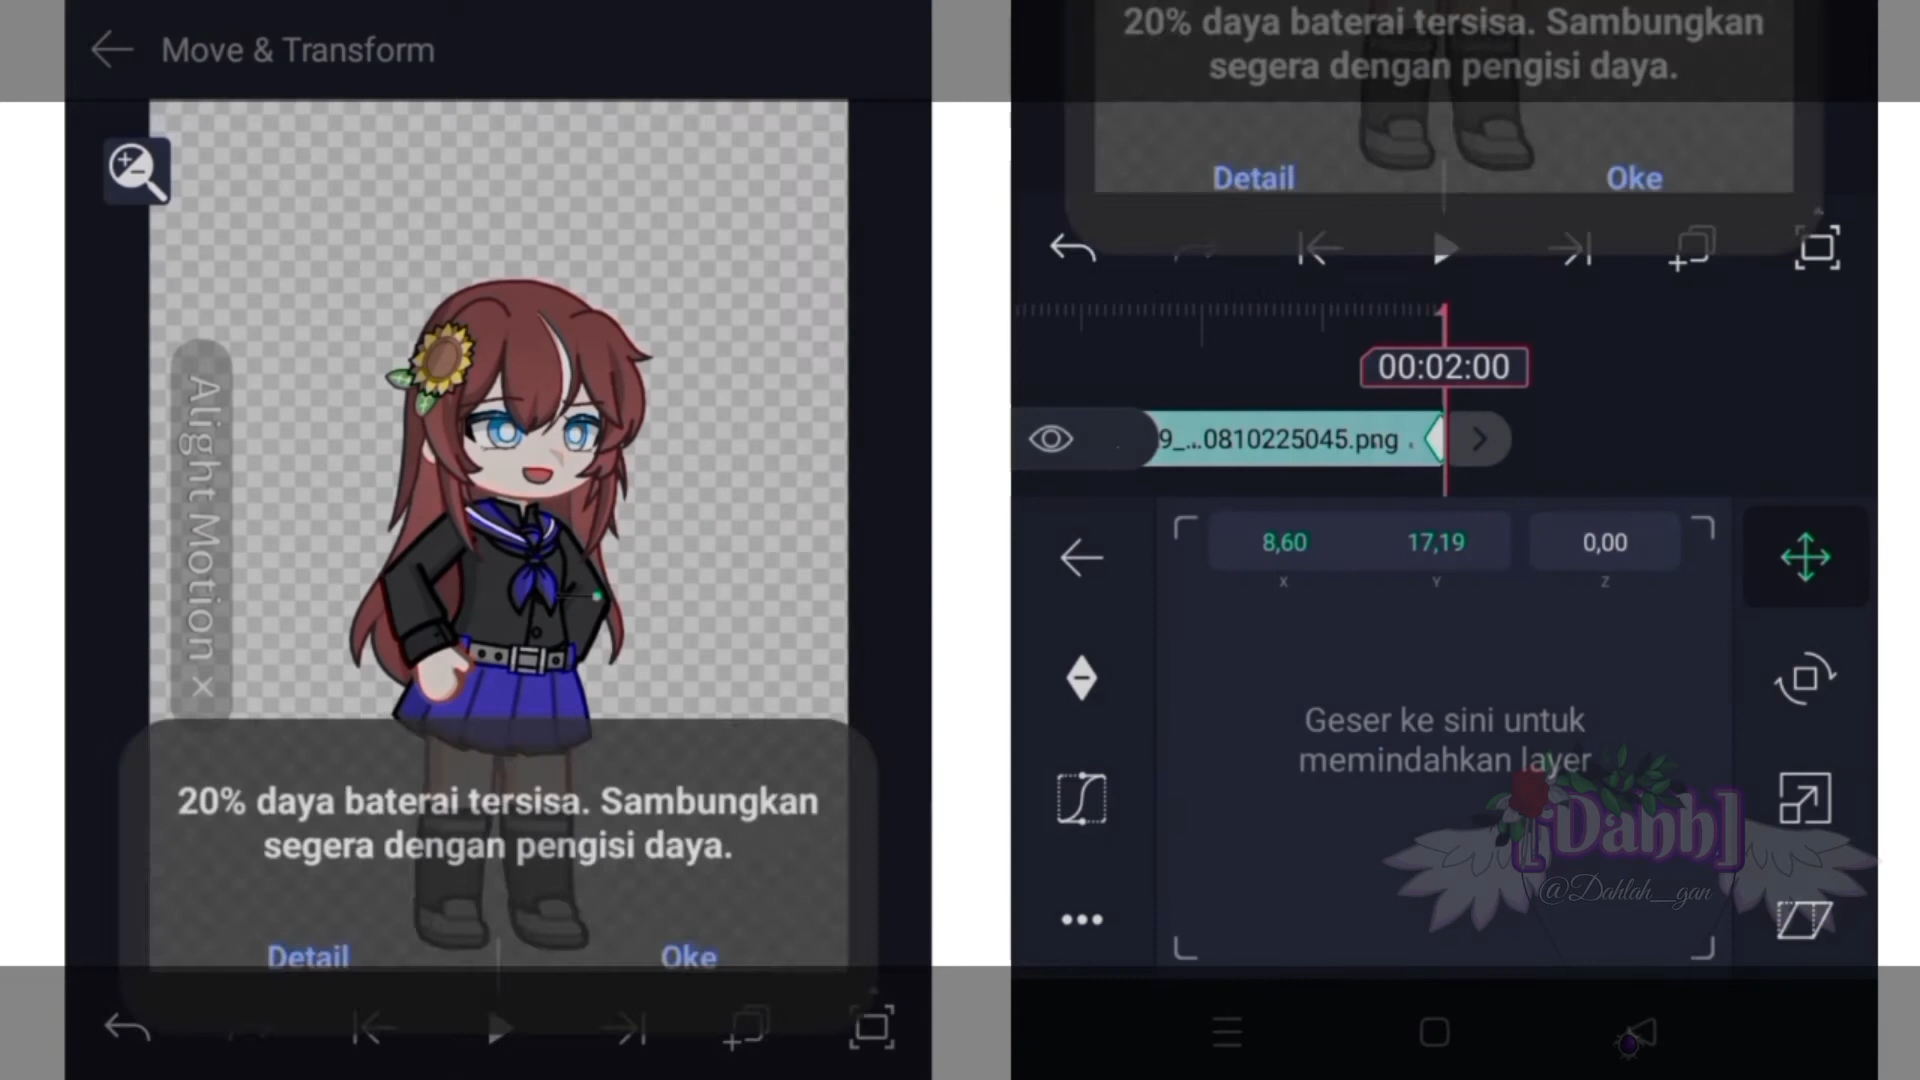 Move & Transform
Alight Motion ×
20% daya baterai tersisa. Sambungkan
segera dengan pengisi daya.
Detail
Oke
20% daya baterai tersisa. Sambungkan
segera dengan pengisi daya.
Detail
Oke
00:02:00
9_...0810225045.png
8,60
17,19
0,00
X
Y
Z
Geser ke sini untuk
memindahkan layer
[Dahh]
@Dahlah_gan